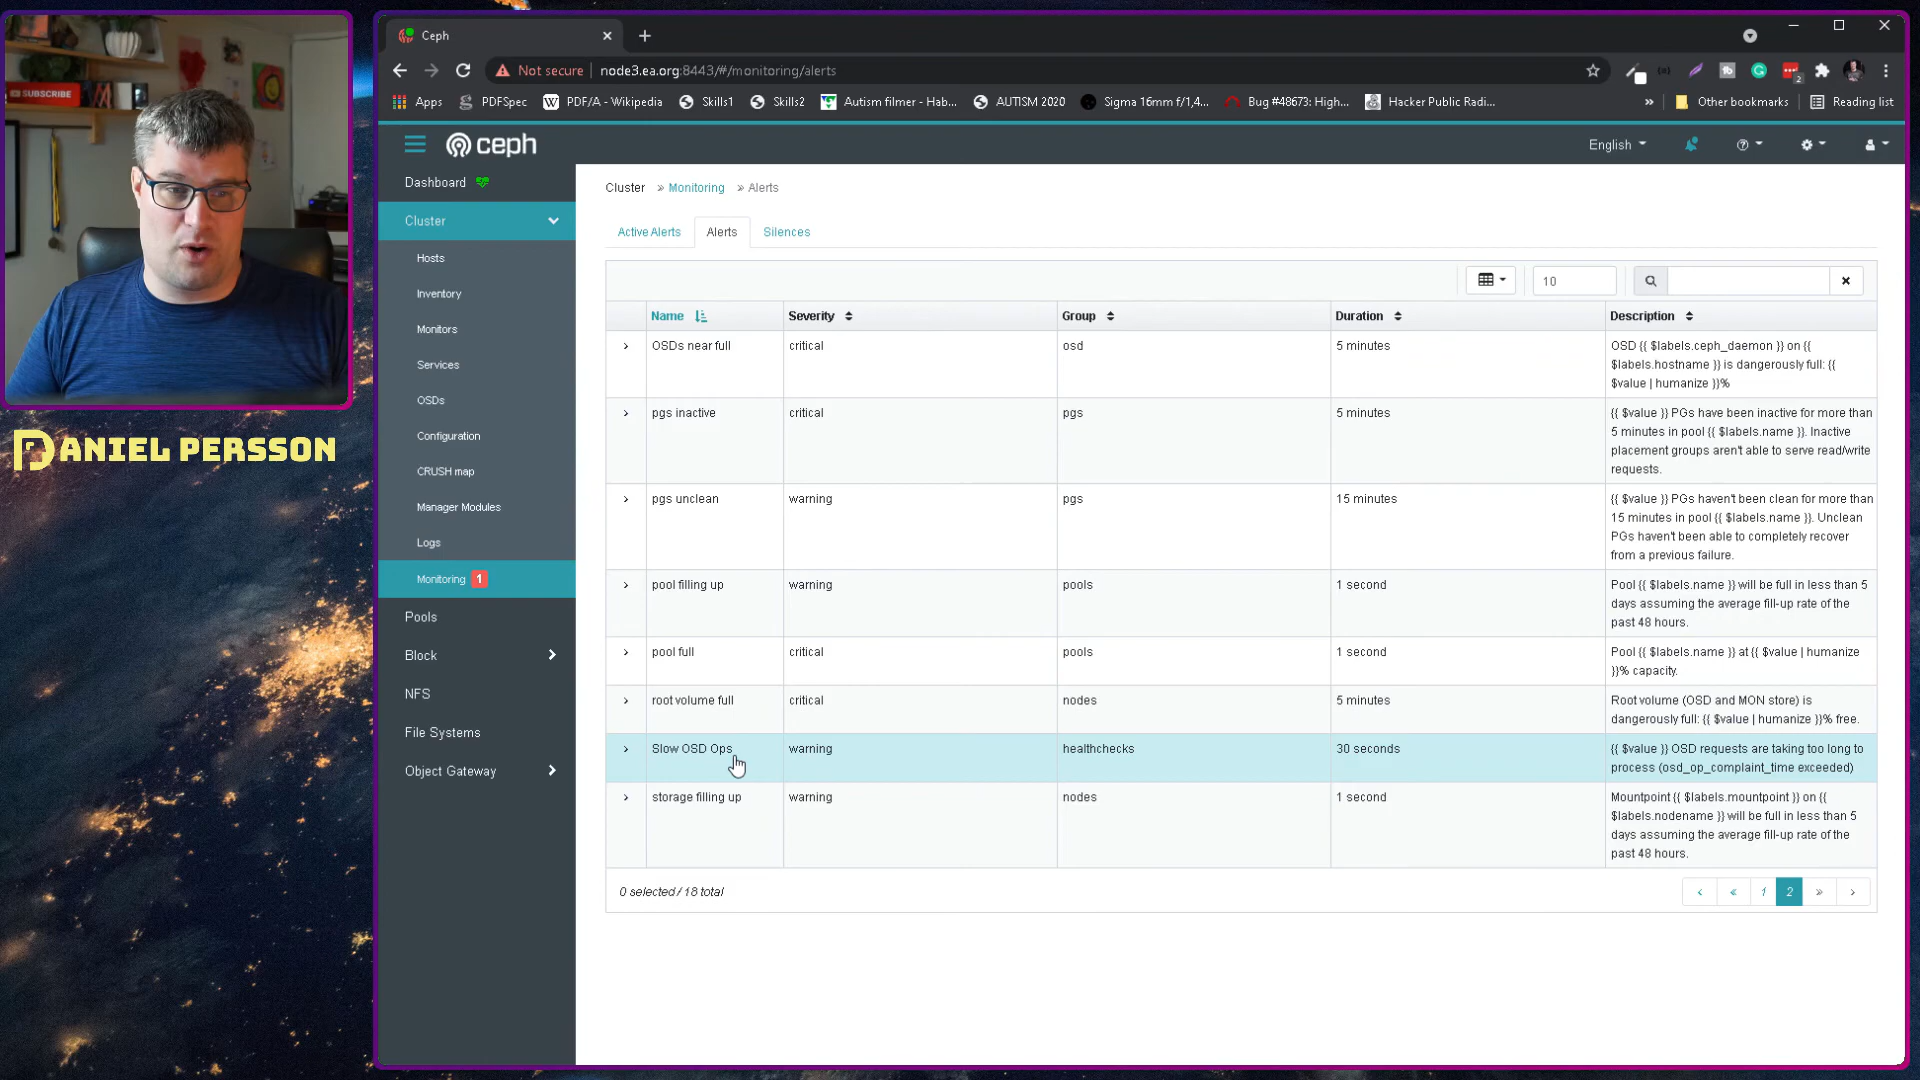 Ceph
Not secure
node3.ea.org:8443/#/monitoring/alerts
2
Apps
PDFSpec
PDF/A - Wikipedia
Skills1
Skills2
Autism filmer - Hab...
AUTISM 2020
Sigma 16mm f/1,4...
Bug #48673: High...
Hacker Public Radi...
»
Other bookmarks
Reading list
SUBSCRIBE
DANIEL PERSSON
ceph
English
Dashboard
Cluster
Hosts
Inventory
Monitors
Services
OSDs
Configuration
CRUSH map
Manager Modules
Logs
Monitoring 1
Pools
Block
NFS
File Systems
Object Gateway
Cluster » Monitoring » Alerts
Active Alerts
Alerts
Silences
10
Name
Severity
Group
Duration
Description
OSDs near full
critical
osd
5 minutes
OSD {{ $labels.ceph_daemon }} on {{
$labels.hostname }} is dangerously full: {{
$value | humanize }}%
pgs inactive
critical
pgs
5 minutes
{{ $value }} PGs have been inactive for more than
5 minutes in pool {{ $labels.name }}. Inactive
placement groups aren't able to serve read/write
requests.
pgs unclean
warning
pgs
15 minutes
{{ $value }} PGs haven't been clean for more than
15 minutes in pool {{ $labels.name }}. Unclean
PGs haven't been able to completely recover
from a previous failure.
pool filling up
warning
pools
1 second
Pool {{ $labels.name }} will be full in less than 5
days assuming the average fill-up rate of the
past 48 hours.
pool full
critical
pools
1 second
Pool {{ $labels.name }} at {{ $value | humanize
}}% capacity.
root volume full
critical
nodes
5 minutes
Root volume (OSD and MON store) is
dangerously full: {{ $value | humanize }}% free.
Slow OSD Ops
warning
healthchecks
30 seconds
{{ $value }} OSD requests are taking too long to
process (osd_op_complaint_time exceeded)
storage filling up
warning
nodes
1 second
Mountpoint {{ $labels.mountpoint }} on {{
$labels.nodename }} will be full in less than 5
days assuming the average fill-up rate of the
past 48 hours.
0 selected / 18 total
‹ « 1 2 » ›